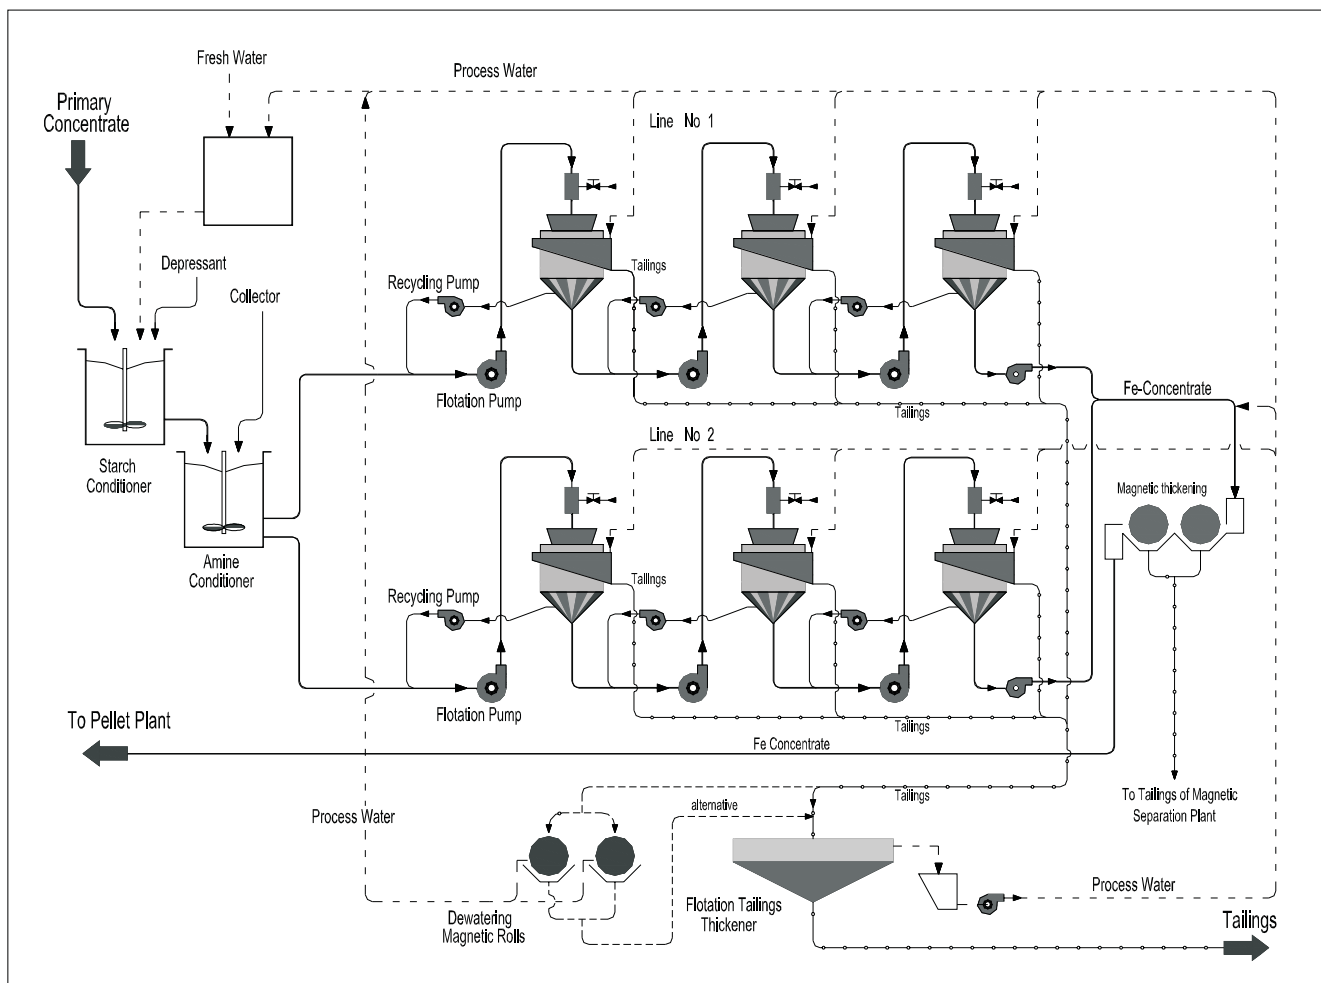 Fresh Water
Process Water
Primary
Concentrate
Line No 1
Depressant
Collector
Tailings
Recycling Pump
Flotation Pump
Fe-Concentrate
Tailings
Line No 2
Starch
Conditioner
Magnetic thickening
Amine
Conditioner
Tailings
Recycling Pump
Flotation Pump
To Pellet Plant
Tailings
Fe Concentrate
Tailings
To Tailings of Magnetic
Separation Plant
alternative
Process Water
Process Water
Flotation Tailings
Thickener
Dewatering
Magnetic Rolls
Tailings